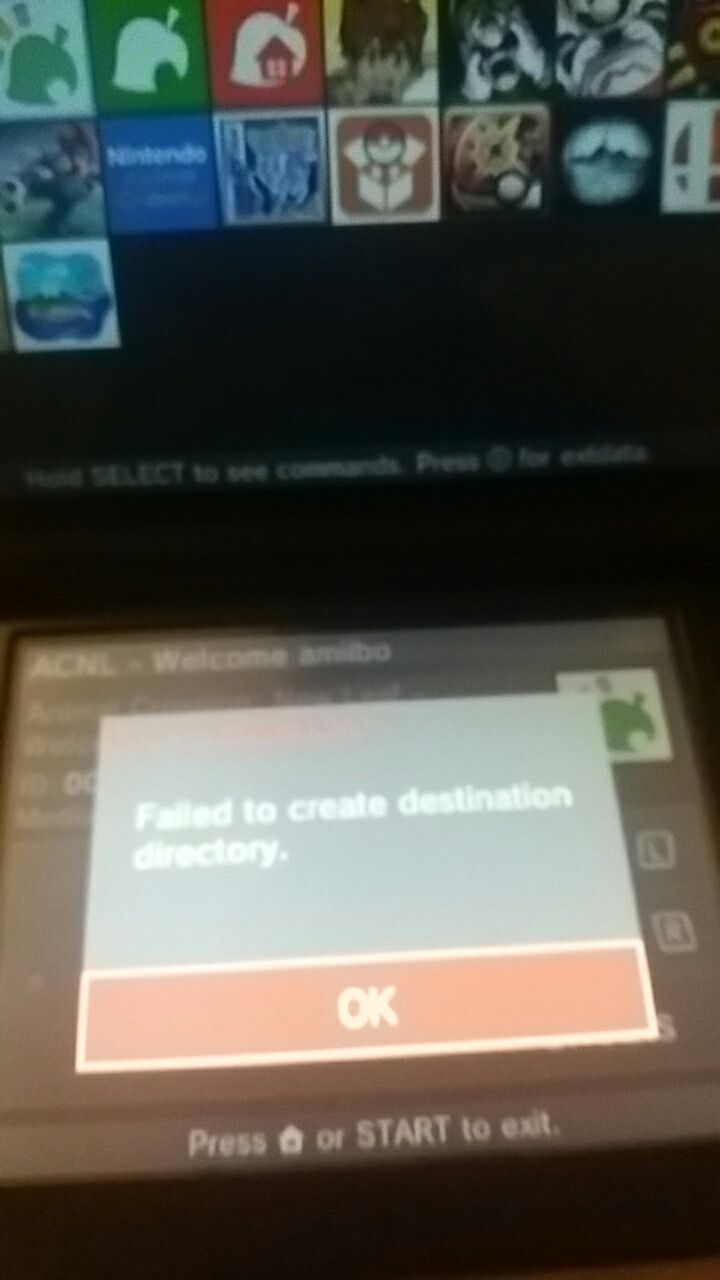 Nintendo
Hold SELECT to see commands. Press for extdata.
ACNL - Welcome amiibo
Failed to create destination
directory.
L
R
OK
Press or START to exit.